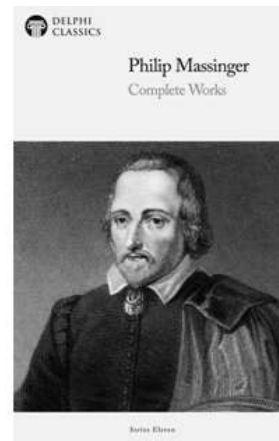 DELPHI
CLASSICS
Philip Massinger
Complete Works
Series Eleven